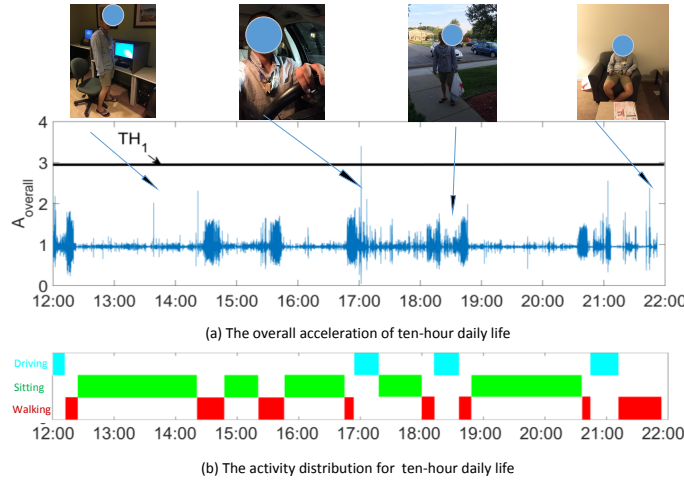 4
3
2
1
0
A_overall
TH_1
12:00 13:00 14:00 15:00 16:00 17:00 18:00 19:00 20:00 21:00 22:00
(a) The overall acceleration of ten-hour daily life
Driving
Sitting
Walking
12:00 13:00 14:00 15:00 16:00 17:00 18:00 19:00 20:00 21:00 22:00
(b) The activity distribution for ten-hour daily life